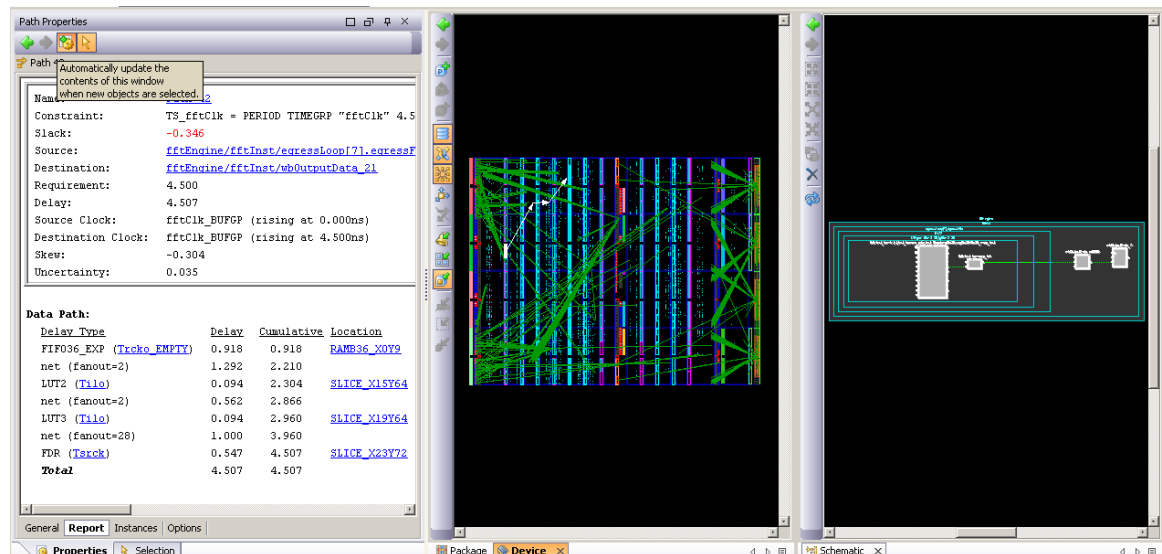 Path Properties
Path 42
Automatically update the
contents of this window
when new objects are selected.
Name:
Constraint: TS_fftClk = PERIOD TIMEGRP "fftClk" 4.5
Slack: -0.346
Source: fftEngine/fftInst/egressLoop[7].egressF
Destination: fftEngine/fftInst/wbOutputData_21
Requirement: 4.500
Delay: 4.507
Source Clock: fftClk_BUFGP (rising at 0.000ns)
Destination Clock: fftClk_BUFGP (rising at 4.500ns)
Skew: -0.304
Uncertainty: 0.035
Data Path:
Delay Type Delay Cumulative Location
FIFO36_EXP (Trcko_EMPTY) 0.918 0.918 RAMB36_X0Y9
net (fanout=2) 1.292 2.210
LUT2 (Tilo) 0.094 2.304 SLICE_X15Y64
net (fanout=2) 0.562 2.866
LUT3 (Tilo) 0.094 2.960 SLICE_X19Y64
net (fanout=28) 1.000 3.960
FDR (Tsrck) 0.547 4.507 SLICE_X23Y72
Total 4.507 4.507
General Report Instances Options
Properties Selection
Package Device
Schematic